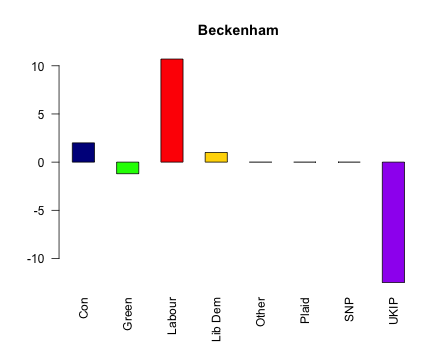 Beckenham
10
5
0
-5
-10
Con
Green
Labour
Lib Dem
Other
Plaid
SNP
UKIP